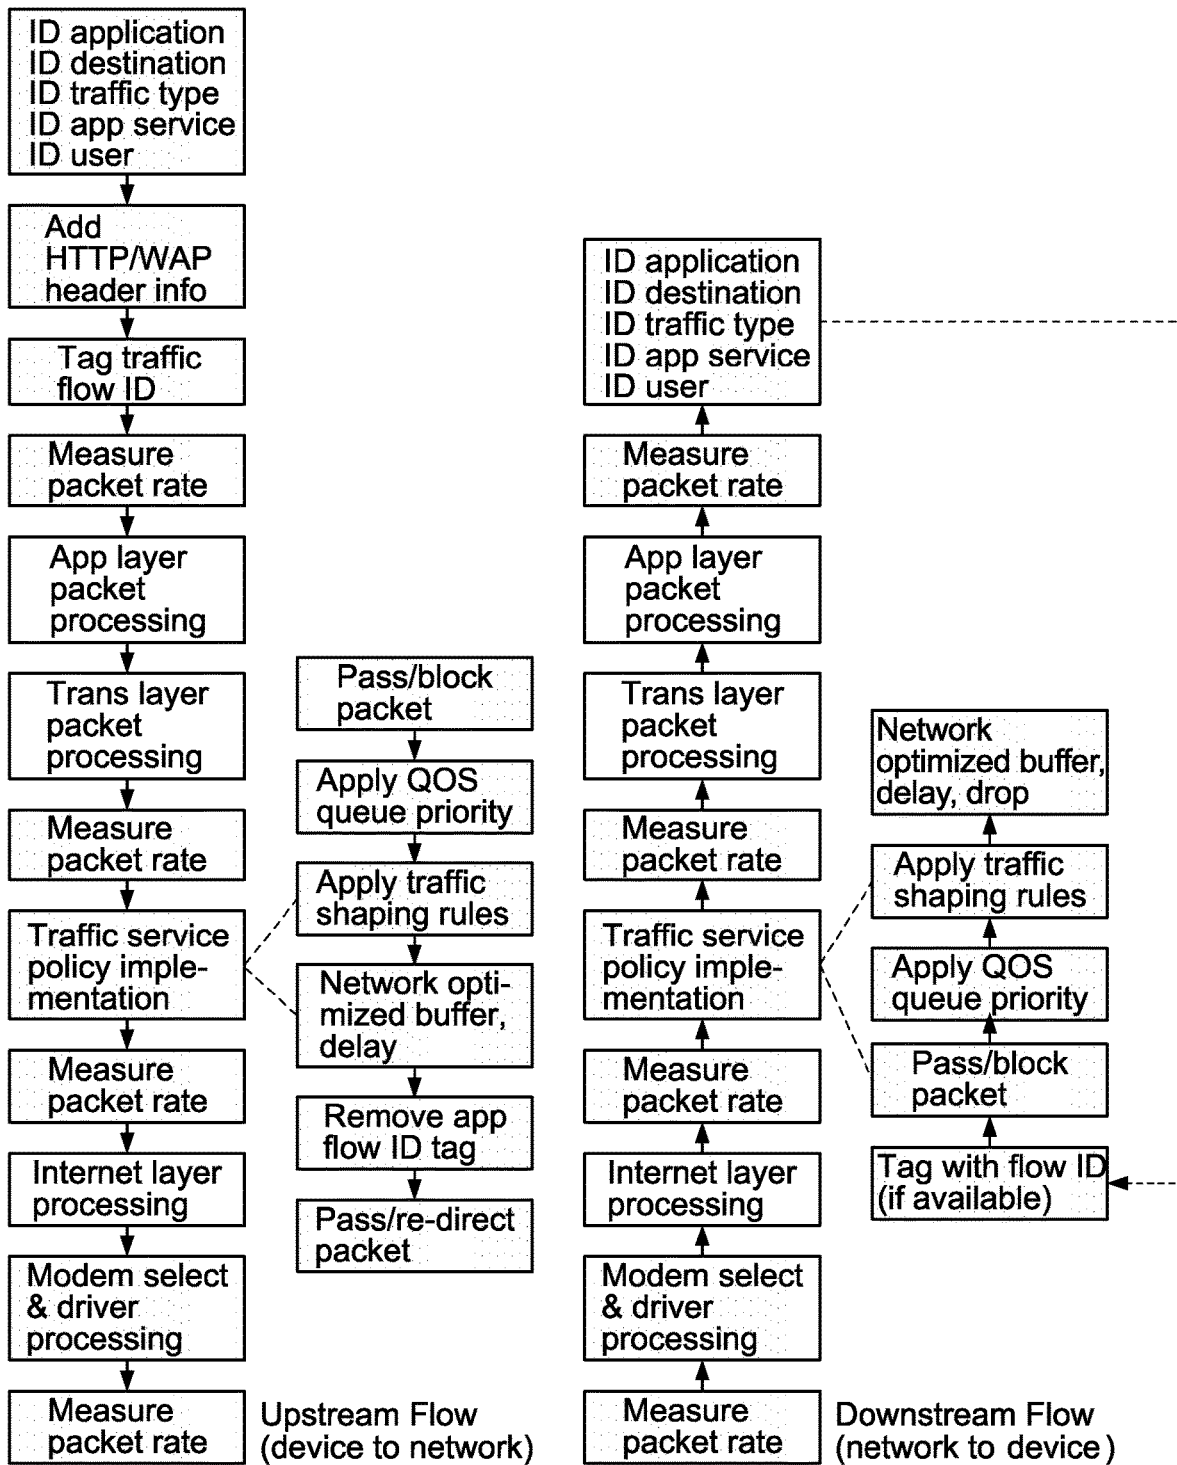 ID application
ID destination
ID traffic type
ID app service
ID user
Add
HTTP/WAP
header info
Tag traffic
flow ID
Measure
packet rate
App layer
packet
processing
Trans layer
packet
processing
Measure
packet rate
Traffic service
policy imple-
mentation
Measure
packet rate
Internet layer
processing
Modem select
& driver
processing
Measure
packet rate
Pass/block
packet
Apply QOS
queue priority
Apply traffic
shaping rules
Network opti-
mized buffer,
delay
Remove app
flow ID tag
Pass/re-direct
packet
Upstream Flow
(device to network)
ID application
ID destination
ID traffic type
ID app service
ID user
Measure
packet rate
App layer
packet
processing
Trans layer
packet
processing
Measure
packet rate
Traffic service
policy imple-
mentation
Measure
packet rate
Internet layer
processing
Modem select
& driver
processing
Measure
packet rate
Network
optimized buffer,
delay, drop
Apply traffic
shaping rules
Apply QOS
queue priority
Pass/block
packet
Tag with flow ID
(if available)
Downstream Flow
(network to device)